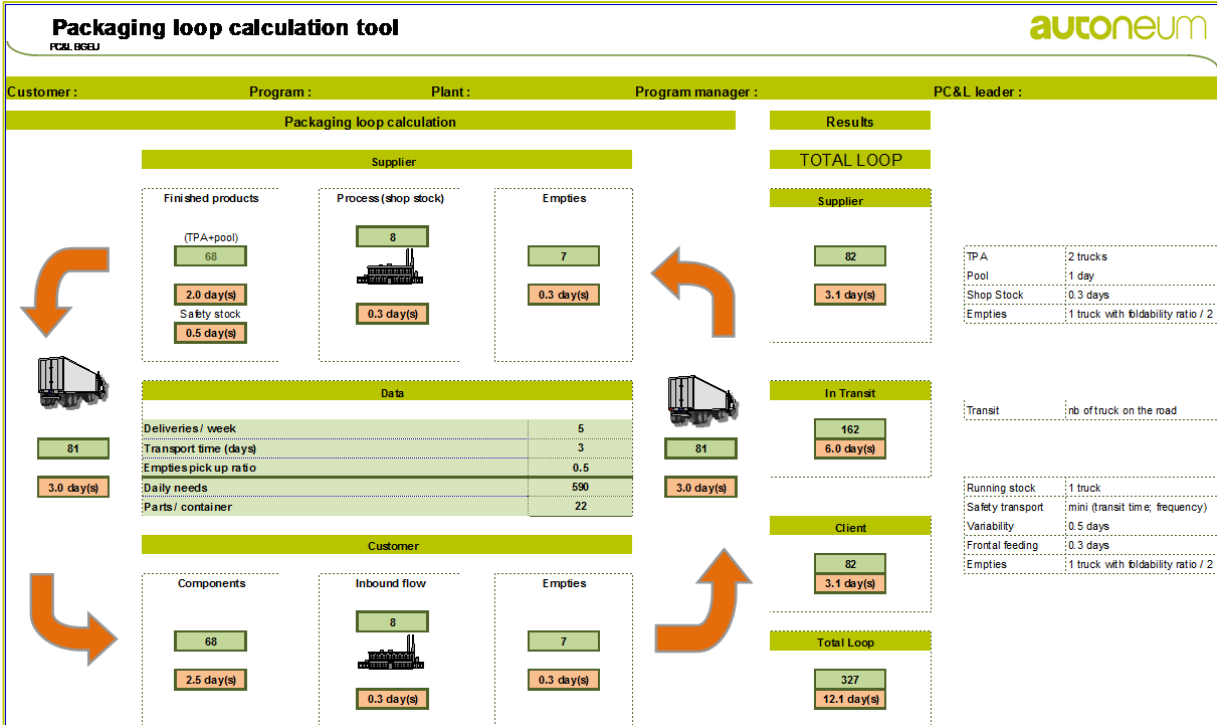 Packaging loop calculation tool
autoneum
Customer : Program : Plant : Program manager : PC&L leader :
Packaging loop calculation Results
Supplier TOTAL LOOP
Finished products Process (shop stock) Empties Supplier
(TPA+pool) 8
68 7 82
2.0 day(s) 0.3 day(s) 0.3 day(s) 3.1 day(s)
Safety stock
0.5 day(s)
TPA 2 trucks
Pool 1 day
Shop Stock 0.3 days
Empties 1 truck with foldability ratio / 2
Data In Transit
Transit nb of truck on the road
Deliveries / week 5 162
81 Transport time (days) 3 81 6.0 day(s)
Empties pick up ratio 0.5
3.0 day(s) Daily needs 590 3.0 day(s)
Parts / container 22
Running stock 1 truck
Safety transport mini (transit time; frequency)
Variability 0.5 days
Frontal feeding 0.3 days
Empties 1 truck with foldability ratio / 2
Customer Client
82
Components Inbound flow Empties 3.1 day(s)
8
68 7 Total Loop
2.5 day(s) 0.3 day(s) 327
0.3 day(s) 12.1 day(s)